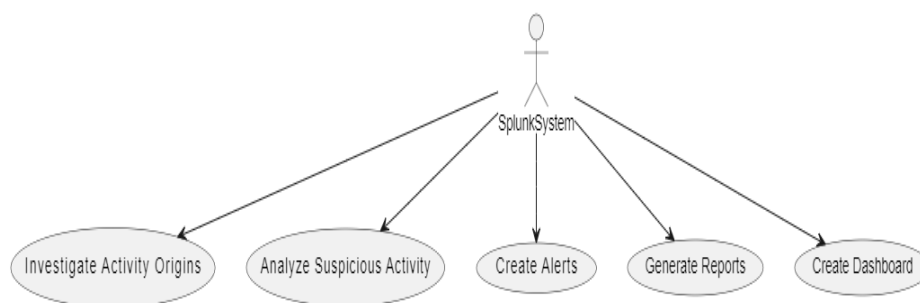 SplunkSystem
Investigate Activity Origins
Analyze Suspicious Activity
Create Alerts
Generate Reports
Create Dashboard